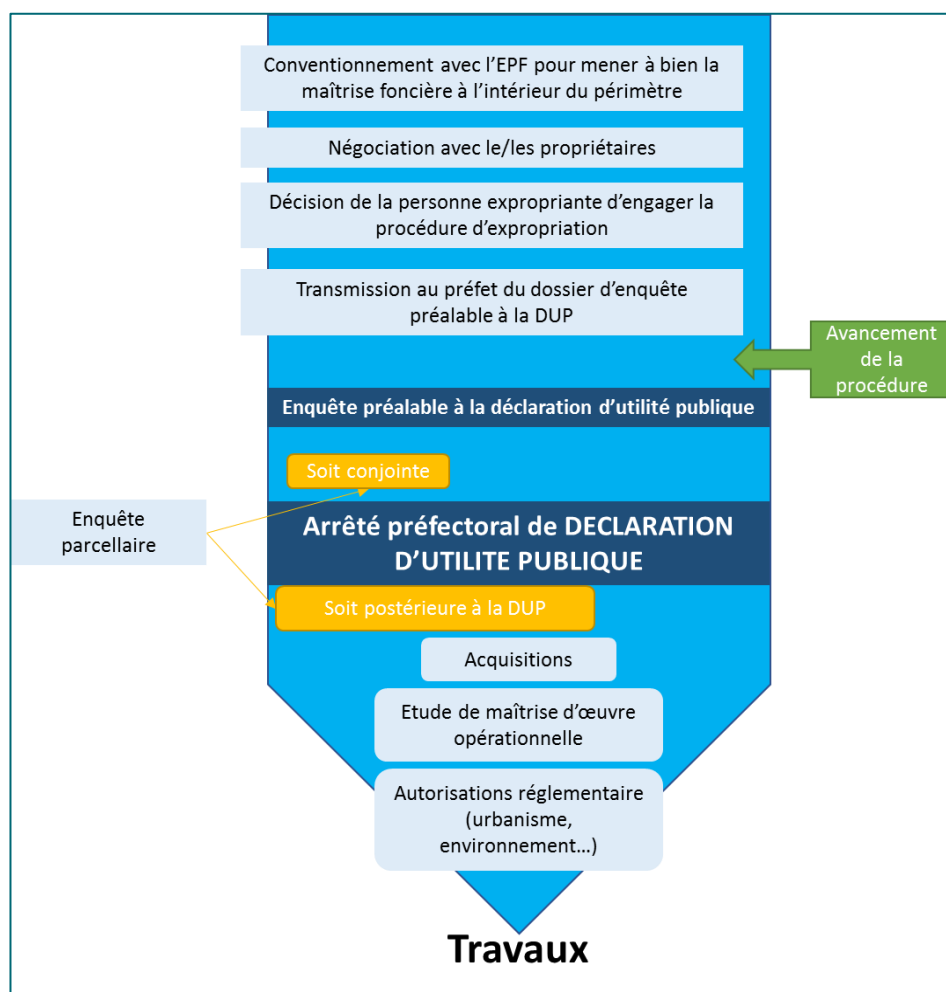 Conventionnement avec l’EPF pour mener à bien la
maîtrise foncière à l’intérieur du périmètre
Négociation avec le/les propriétaires
Décision de la personne expropriante d’engager la
procédure d’expropriation
Transmission au préfet du dossier d’enquête
préalable à la DUP
Avancement
de la
procédure
Enquête préalable à la déclaration d’utilité publique
Soit conjointe
Enquête
parcellaire
Arrêté préfectoral de DECLARATION
D’UTILITE PUBLIQUE
Soit postérieure à la DUP
Acquisitions
Etude de maîtrise d’œuvre
opérationnelle
Autorisations réglementaire
(urbanisme,
environnement…)
Travaux